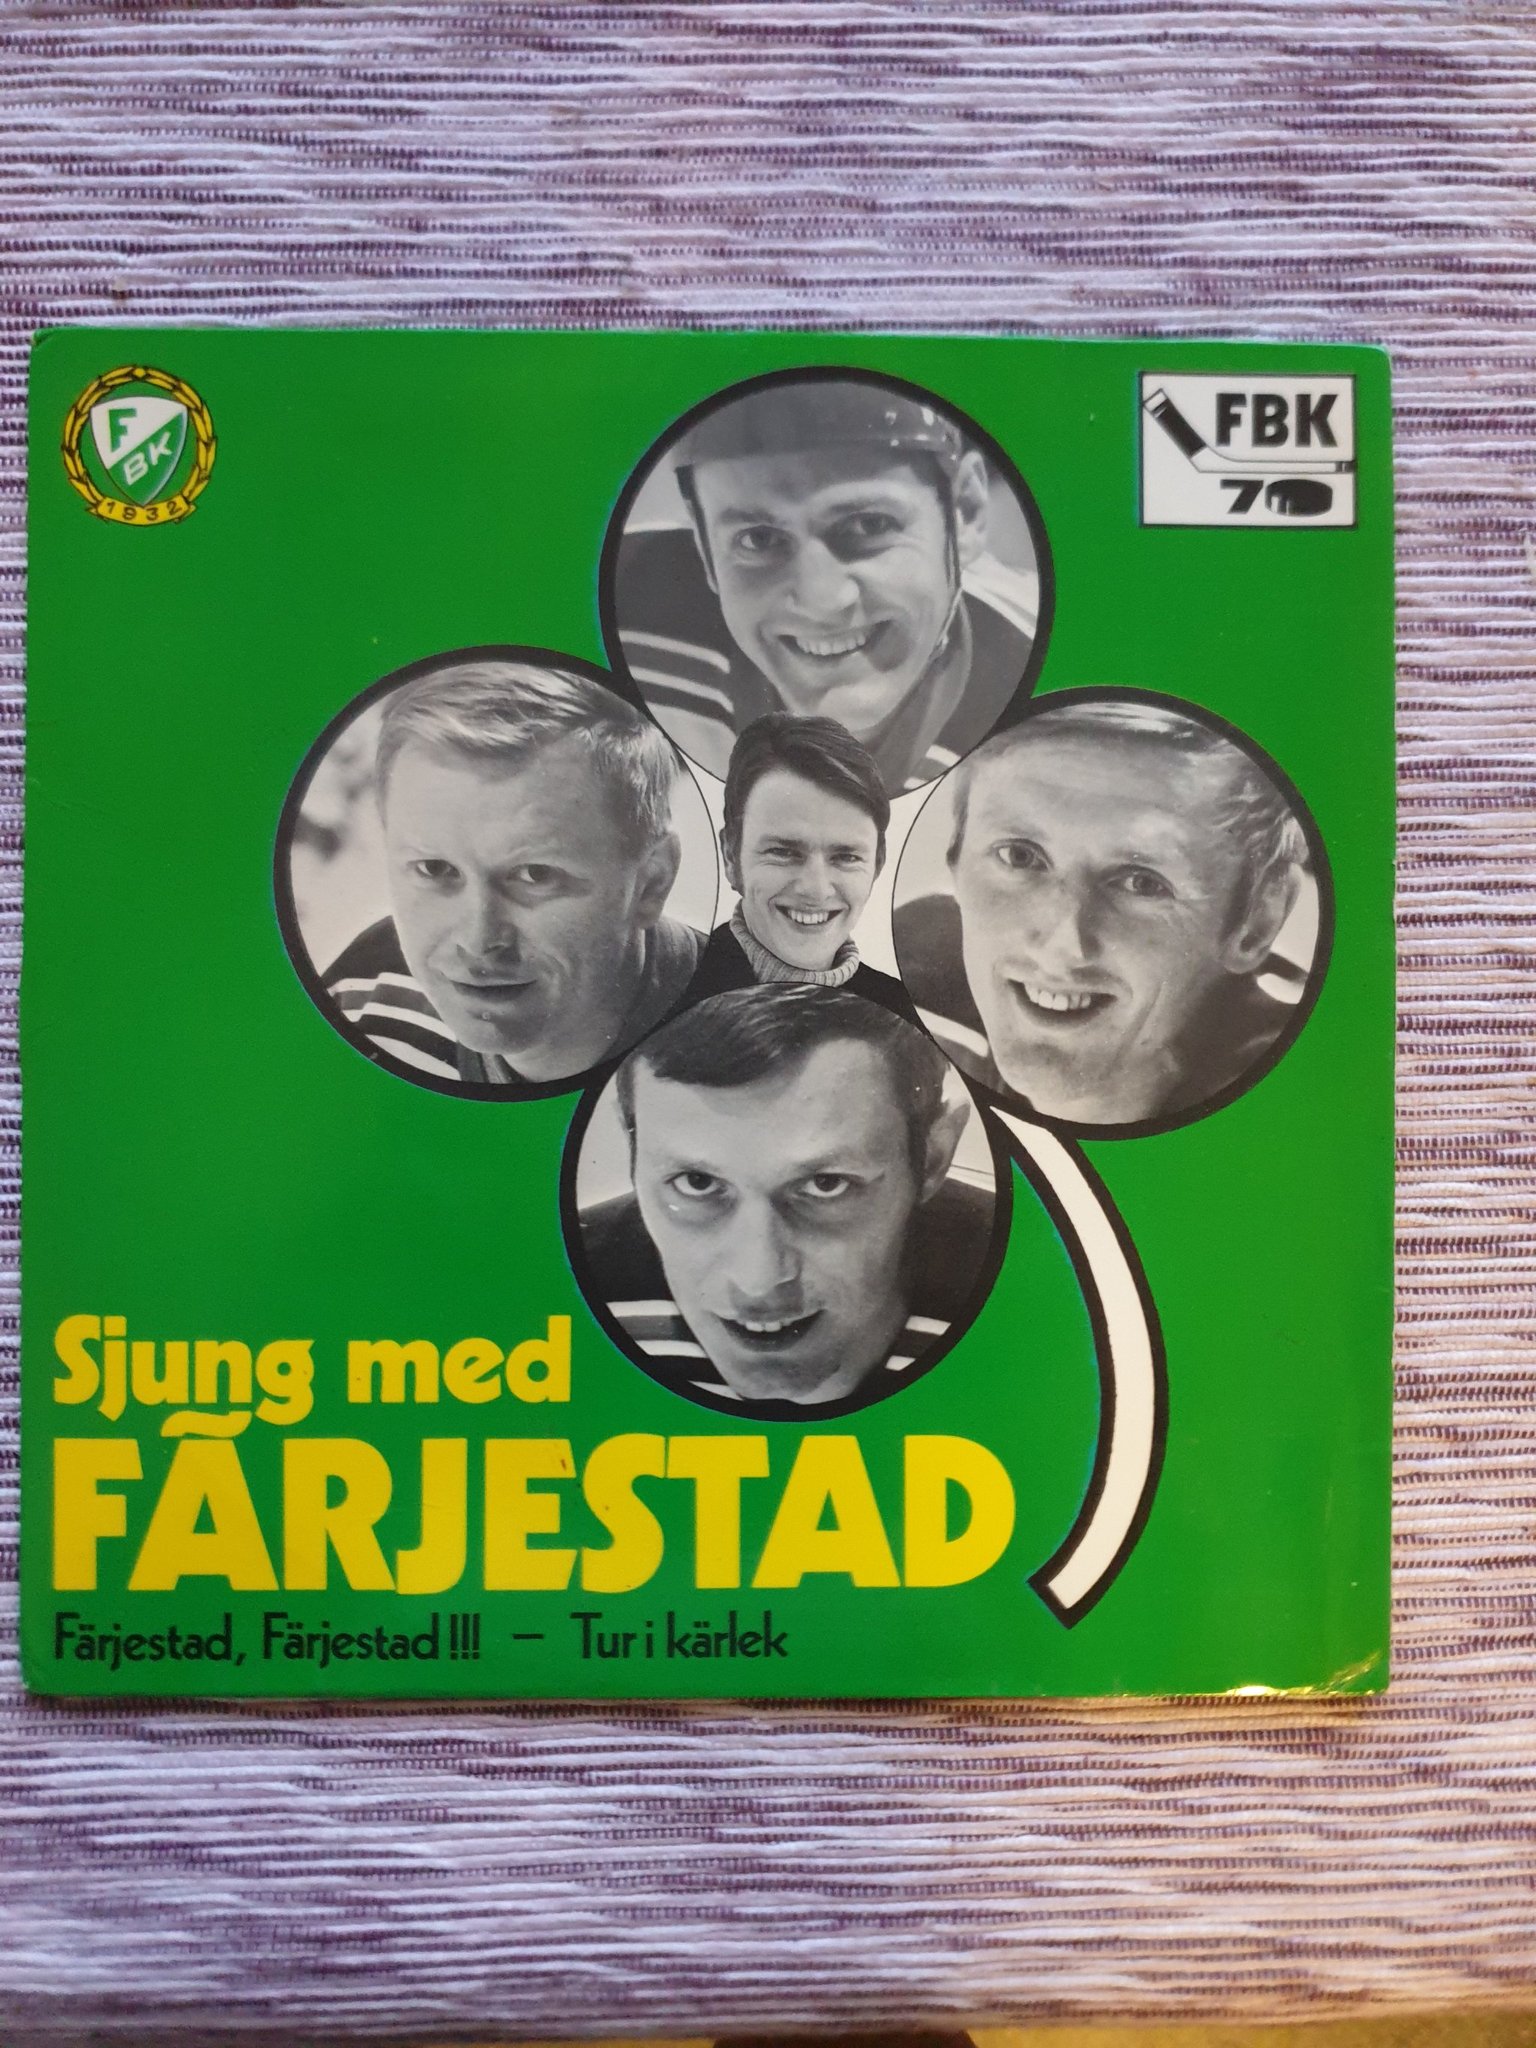 F
BK
1932
FBK
70
Sjung med
FÄRJESTAD
Färjestad, Färjestad!!! – Tur i kärlek